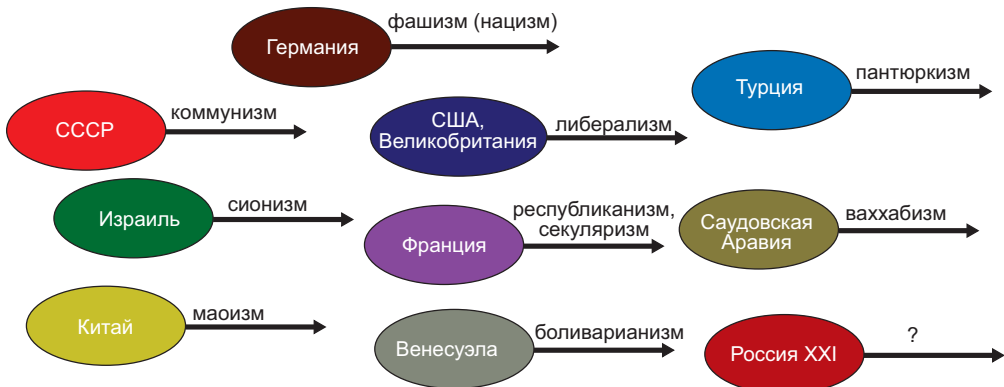 Германия
фашизм (нацизм)
Турция
пантюркизм
СССР
коммунизм
США,
Великобритания
либерализм
Израиль
сионизм
Франция
республиканизм,
секуляризм
Саудовская
Аравия
ваххабизм
Китай
маоизм
Венесуэла
боливарианизм
Россия XXI
?